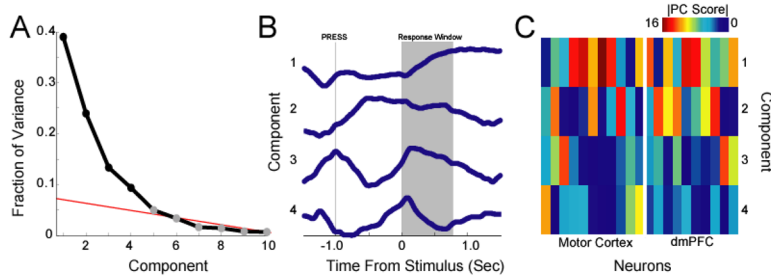 A
0.4
0.3
0.2
0.1
0
2
4
6
8
10
Fraction of Variance
Component
B
PRESS
Response Window
1
2
3
4
Component
-1.0
0
1.0
Time From Stimulus (Sec)
C
|PC Score|
16
0
1
2
3
4
Component
Motor Cortex
dmPFC
Neurons